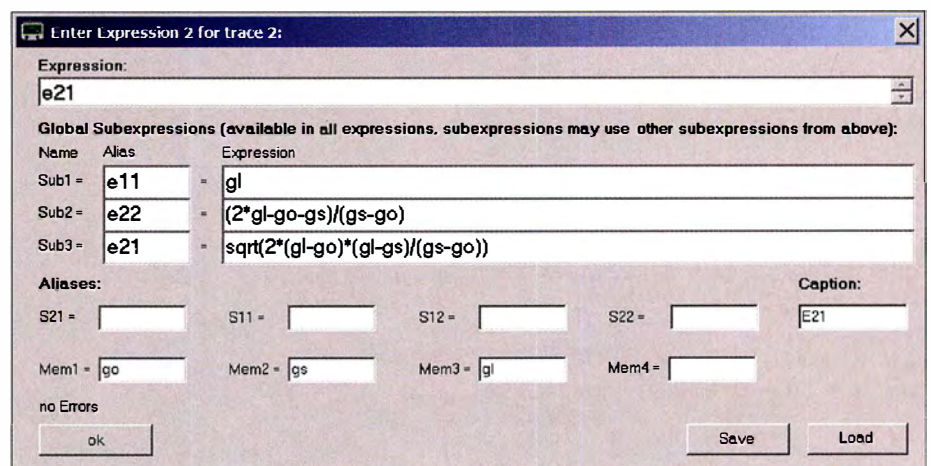 Enter Expression 2 for trace 2:
Expression:
e21
Global Subexpressions (available in all expressions, subexpressions may use other subexpressions from above):
Name Alias Expression
Sub1 = e11 = gl
Sub2 = e22 = (2*gl-go-gs)/(gs-go)
Sub3 = e21 = sqrt(2*(gl-go)*(gl-gs)/(gs-go))
Aliases: Caption:
S21 = S11 = S12 = S22 = E21
Mem1 = go Mem2 = gs Mem3 = gl Mem4 =
no Errors
ok Save Load